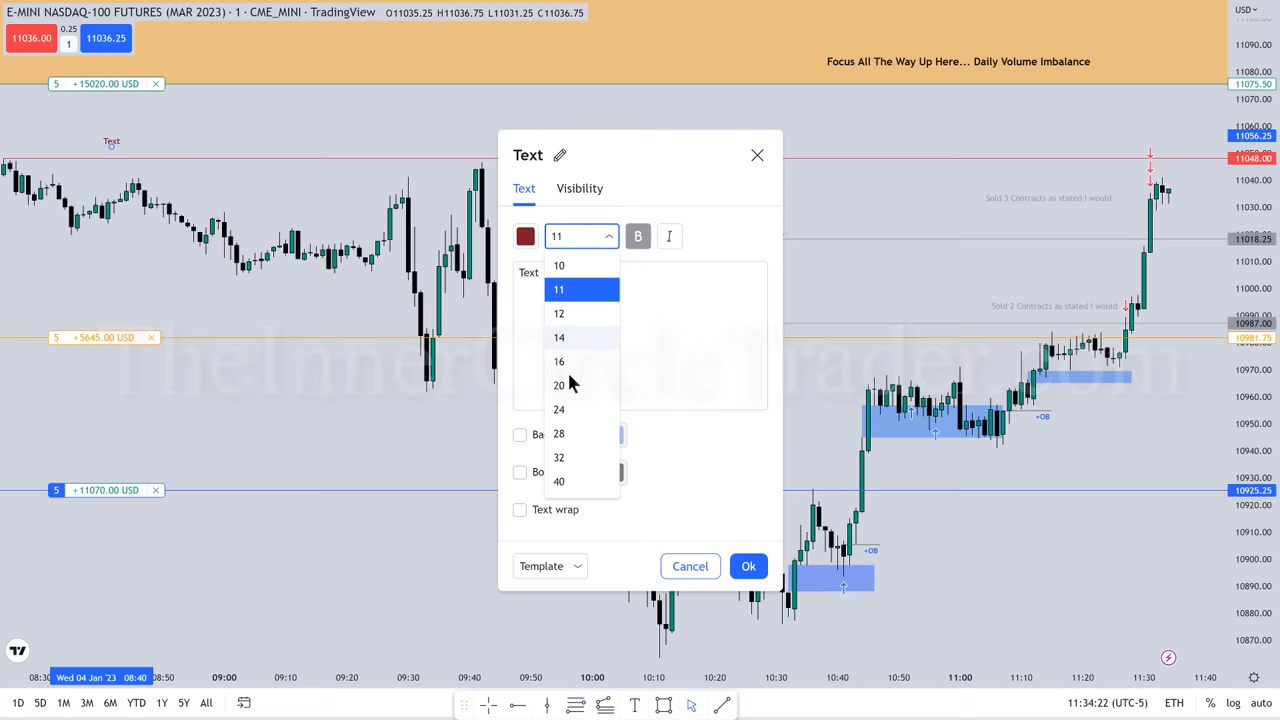 E-MINI NASDAQ-100 FUTURES (MAR 2023) · 1 · CME_MINI · TradingView O11035.25 H11036.75 L11031.25 C11036.75
USD
11036.00 0.25 1 11036.25
11090.00
Focus All The Way Up Here... Daily Volume Imbalance
11080.00
5 +15020.00 USD ×
11075.50
11070.00
11060.00
11056.25
Text
11048.00
11040.00
Sold 3 Contracts as stated I would
11030.00
11018.25
11010.00
11000.00
Sold 2 Contracts as stated I would
10990.00
10987.00
5 +5645.00 USD ×
10981.75
10970.00
10960.00
+OB
10950.00
10940.00
10930.00
5 +11070.00 USD ×
10925.25
10910.00
+OB
10900.00
10890.00
10880.00
10870.00
Text
Text Visibility
11 B I
Text
10
11
12
14
16
20
24
28
32
40
Text wrap
Template Cancel Ok
Wed 04 Jan '23 08:40 08:50 09:00 09:10 09:20 09:30 09:40 09:50 10:00 10:10 10:20 10:30 10:40 10:50 11:00 11:10 11:20 11:30 11:40
1D 5D 1M 3M 6M YTD 1Y 5Y All
11:34:22 (UTC-5) ETH % log auto